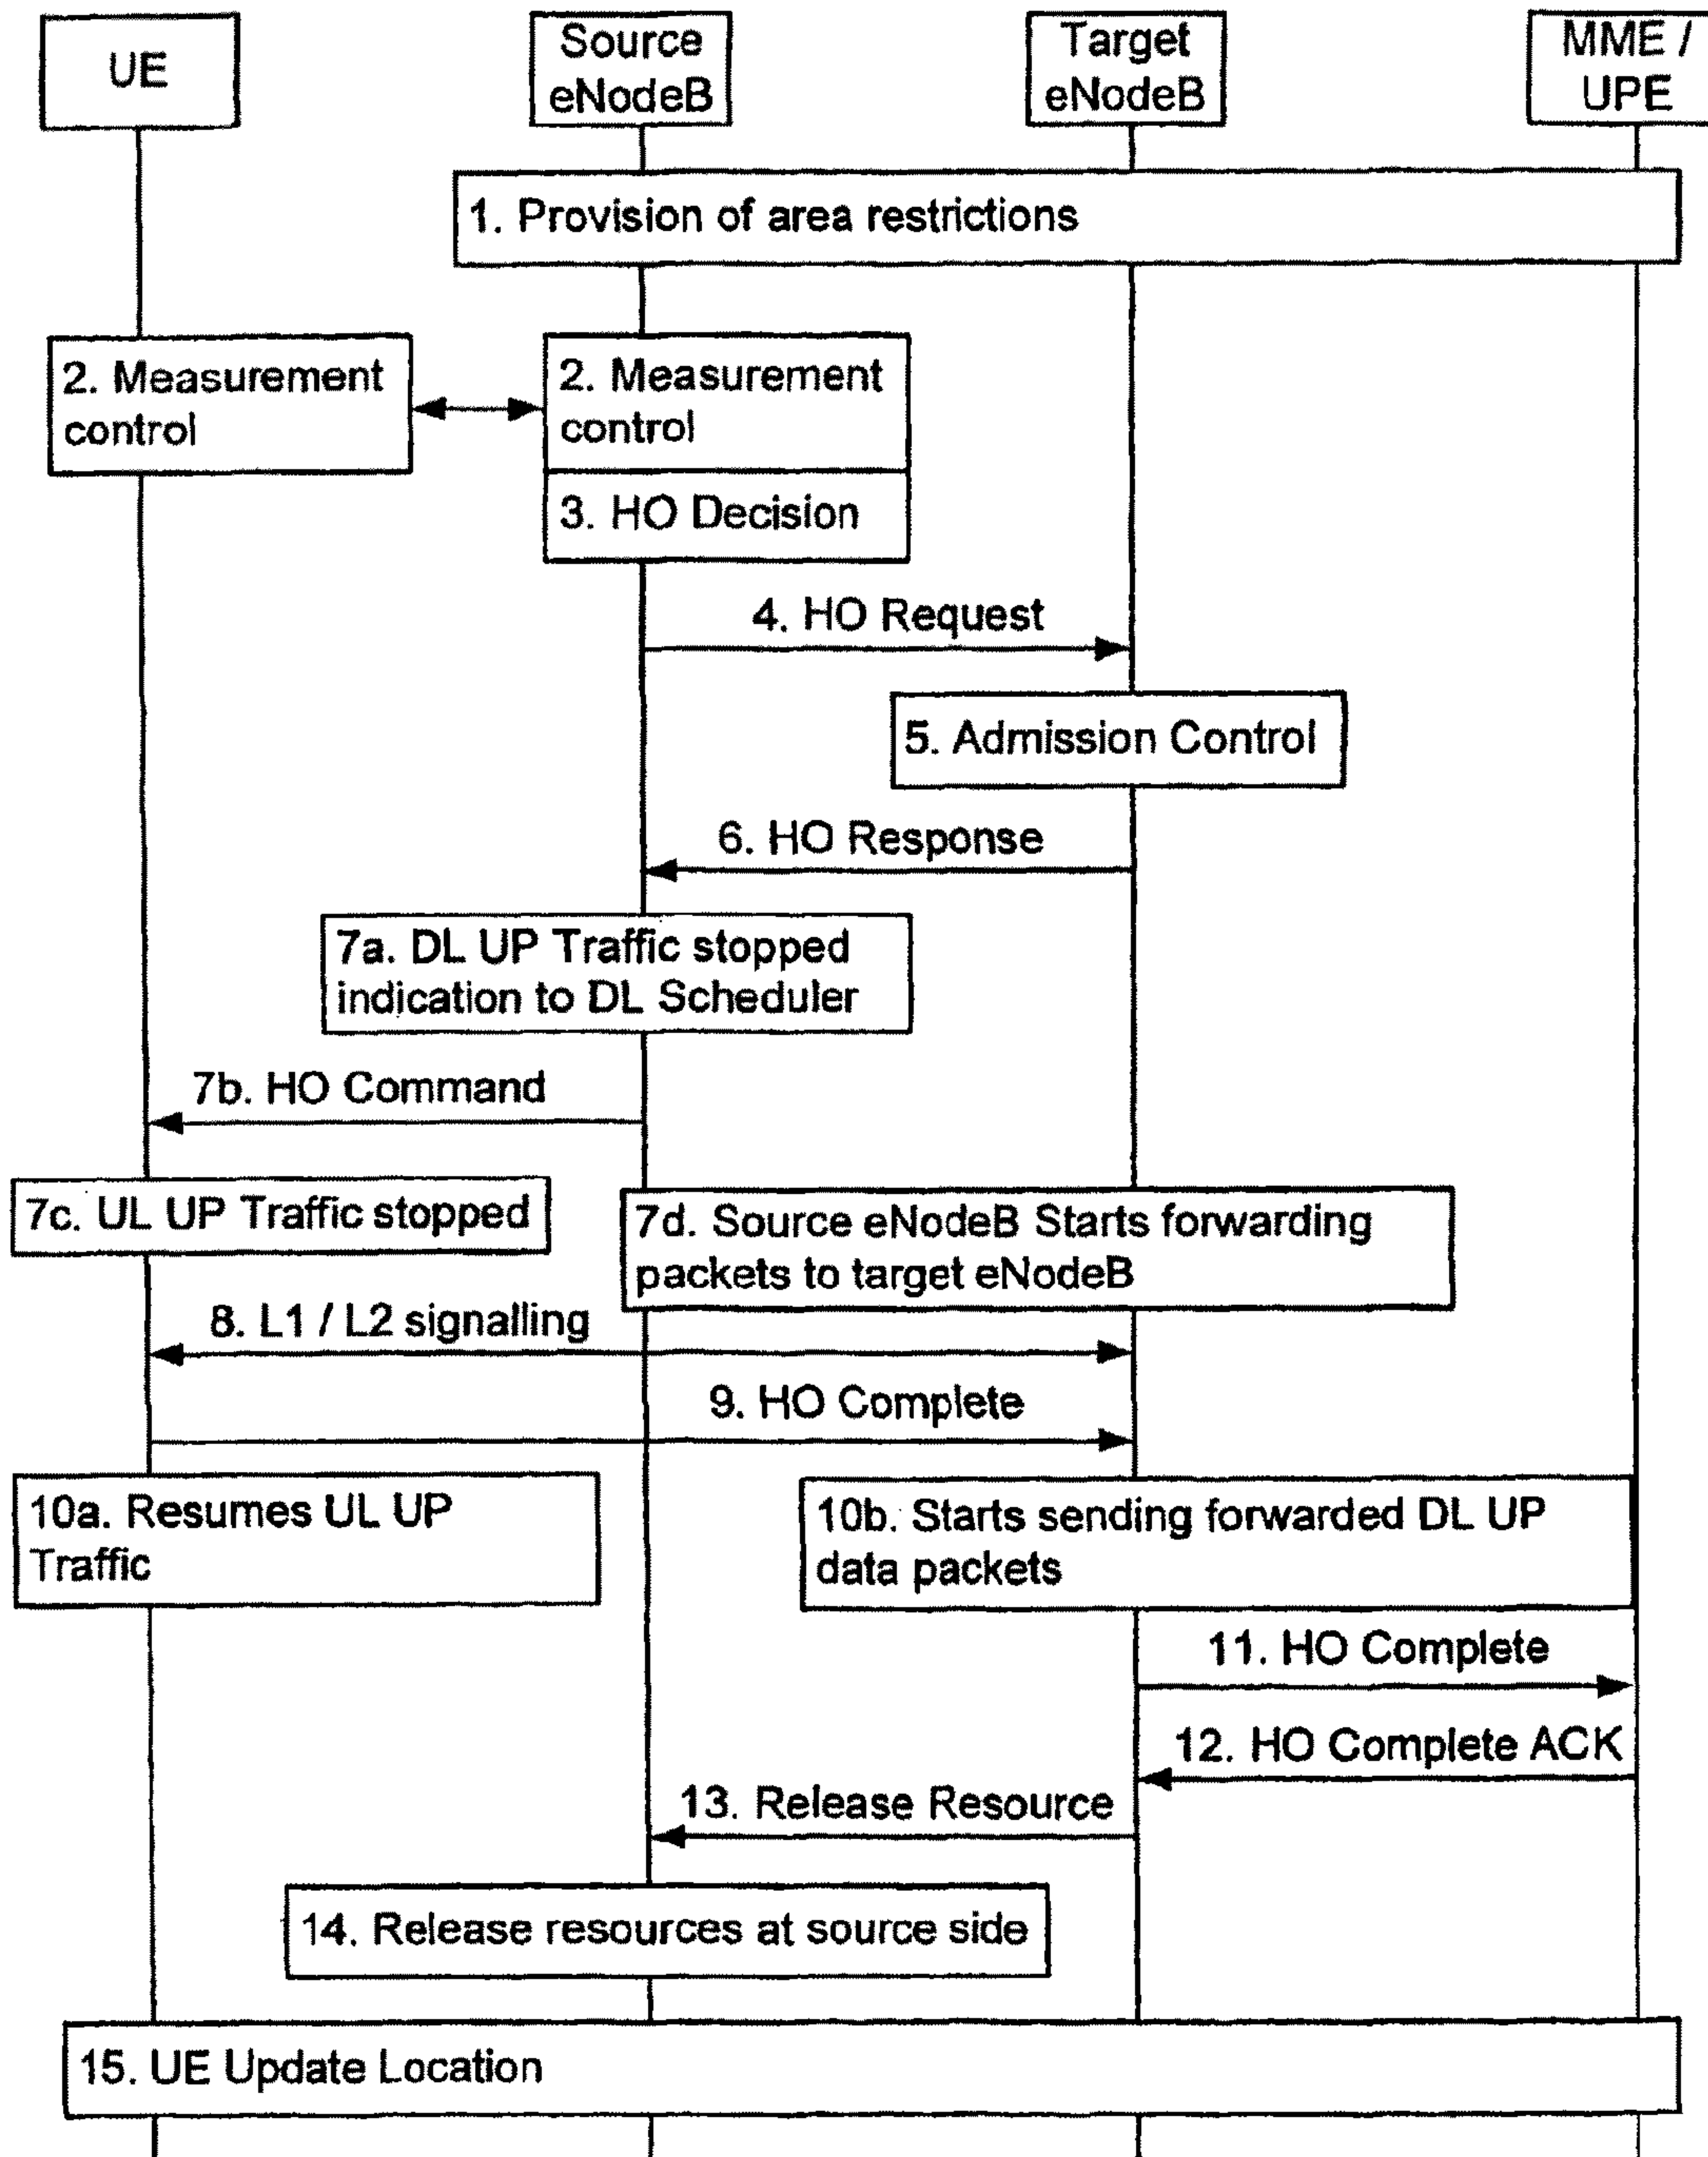 UE
Source
eNodeB
Target
eNodeB
MME /
UPE
1. Provision of area restrictions
2. Measurement
control
2. Measurement
control
3. HO Decision
4. HO Request
5. Admission Control
6. HO Response
7a. DL UP Traffic stopped
indication to DL Scheduler
7b. HO Command
7c. UL UP Traffic stopped
7d. Source eNodeB Starts forwarding
packets to target eNodeB
8. L1 / L2 signalling
9. HO Complete
10a. Resumes UL UP
Traffic
10b. Starts sending forwarded DL UP
data packets
11. HO Complete
12. HO Complete ACK
13. Release Resource
14. Release resources at source side
15. UE Update Location